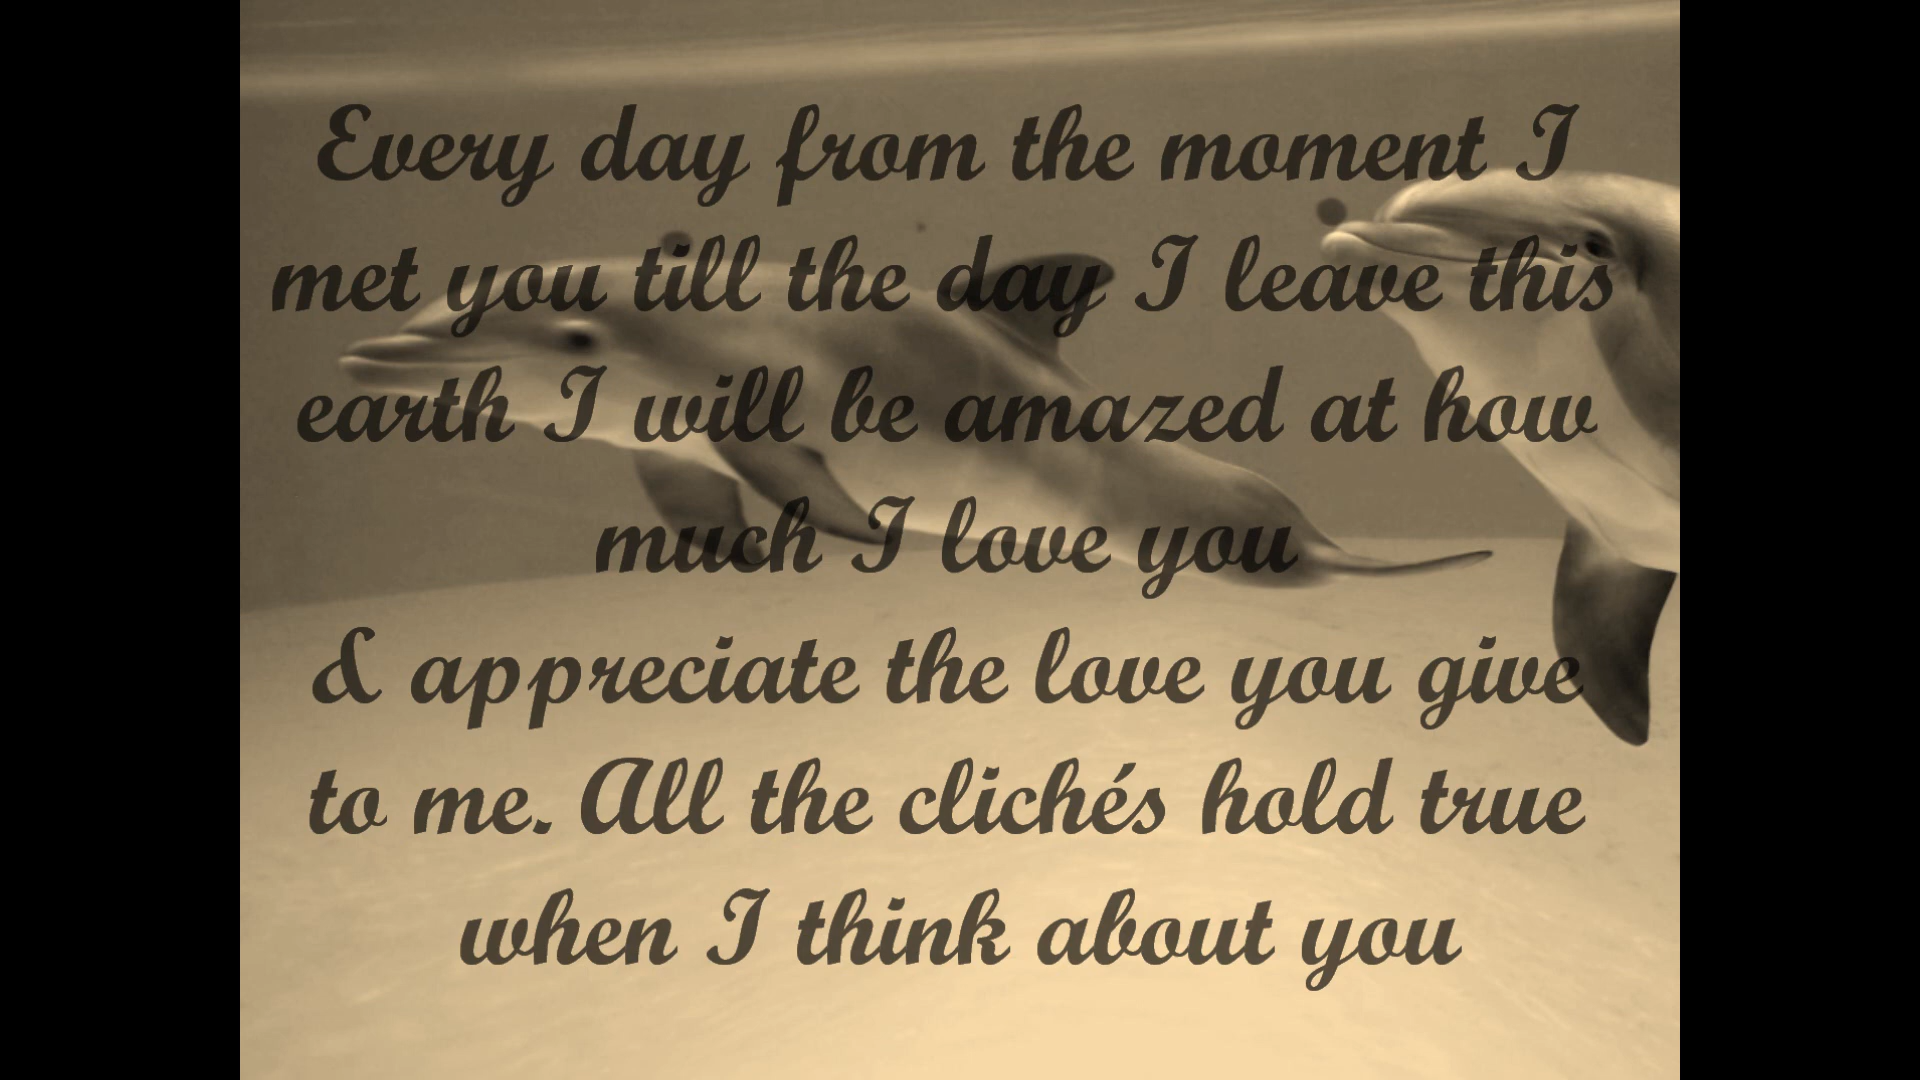 Every day from the moment I
met you till the day I leave this
earth I will be amazed at how
much I love you
& appreciate the love you give
to me. All the clichés hold true
when I think about you